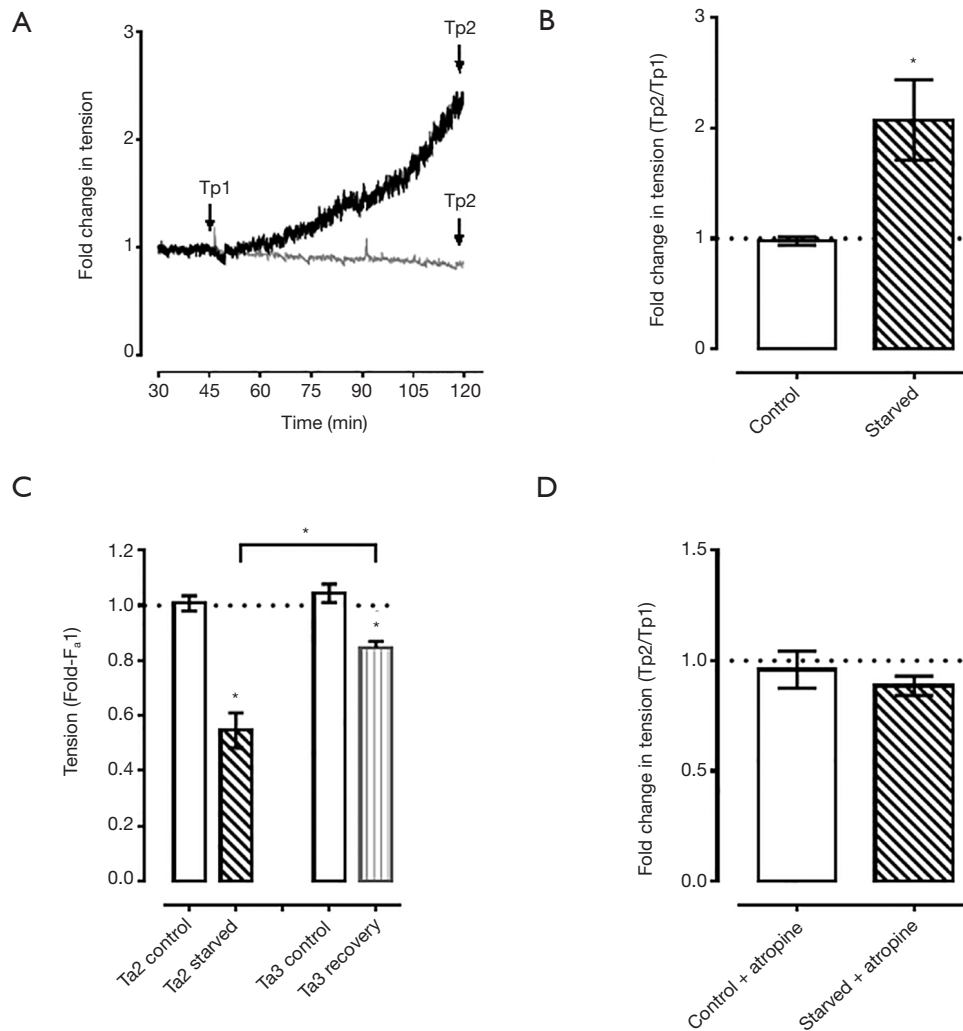 A
Fold change in tension
3
2
1
0
Tp1
Tp2
Tp2
30 45 60 75 90 105 120
Time (min)
B
Fold change in tension (Tp2/Tp1)
3
2
1
0
*
Control
Starved
C
Tension (Fold-Fa1)
1.2
1.0
0.8
0.6
0.4
0.2
0.0
*
*
*
Ta2 control
Ta2 starved
Ta3 control
Ta3 recovery
D
Fold change in tension (Tp2/Tp1)
1.5
1.0
0.5
0.0
Control + atropine
Starved + atropine